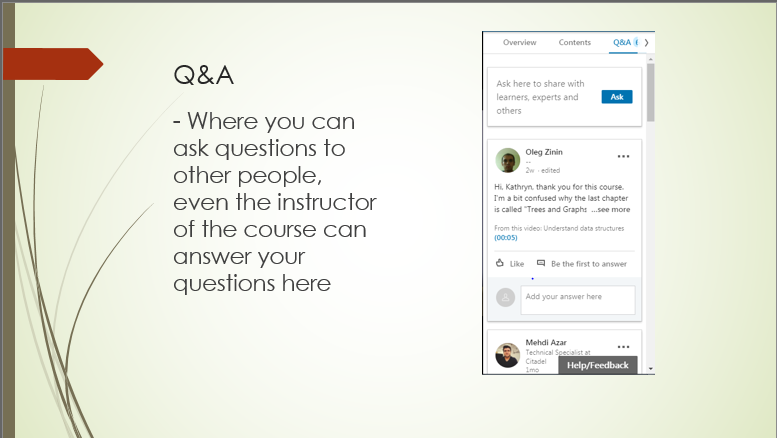 Q&A
- Where you can
ask questions to
other people,
even the instructor
of the course can
answer your
questions here
Overview Contents Q&A
Ask here to share with
learners, experts and
others
Ask
Oleg Zinin
--
2w · edited
Hi, Kathryn, thank you for this course.
I'm a bit confused why the last chapter
is called "Trees and Graphs ...see more
From this video: Understand data structures
(00:05)
Like Be the first to answer
Add your answer here
Mehdi Azar
Technical Specialist at
Citadel
1mo
Help/Feedback